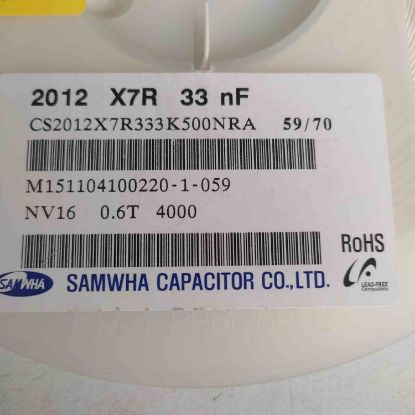 2012 X7R 33 nF
CS2012X7R333K500NRA 59/70
M151104100220-1-059
NV16 0.6T 4000
RoHS
SAMWHA SAMWHA CAPACITOR CO.,LTD.
LEAD-FREE
Compatible